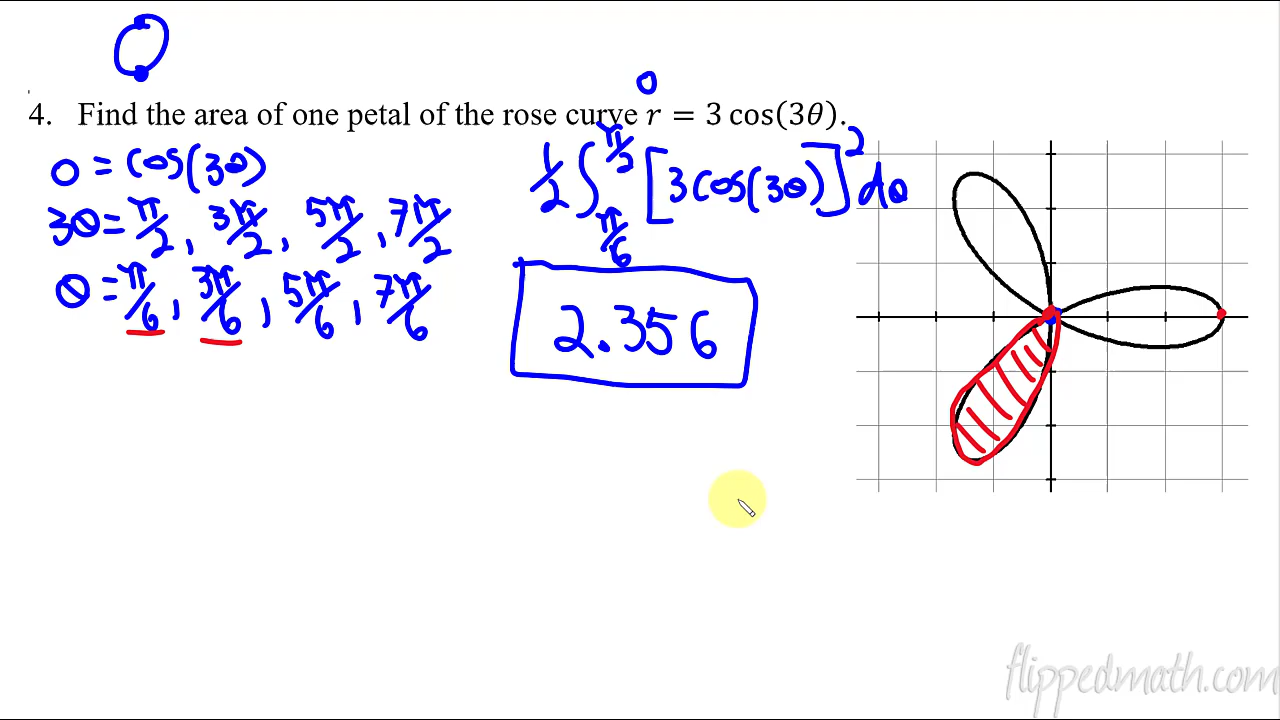 4. Find the area of one petal of the rose curve r = 3 cos(3θ).
0
0 = cos(3θ)
3θ = π/2, 3π/2, 5π/2, 7π/2
θ = π/6, 3π/6, 5π/6, 7π/6
1/2 ∫_{π/6}^{π/2} [3cos(3θ)]² dθ
2.356
flippedmath.com